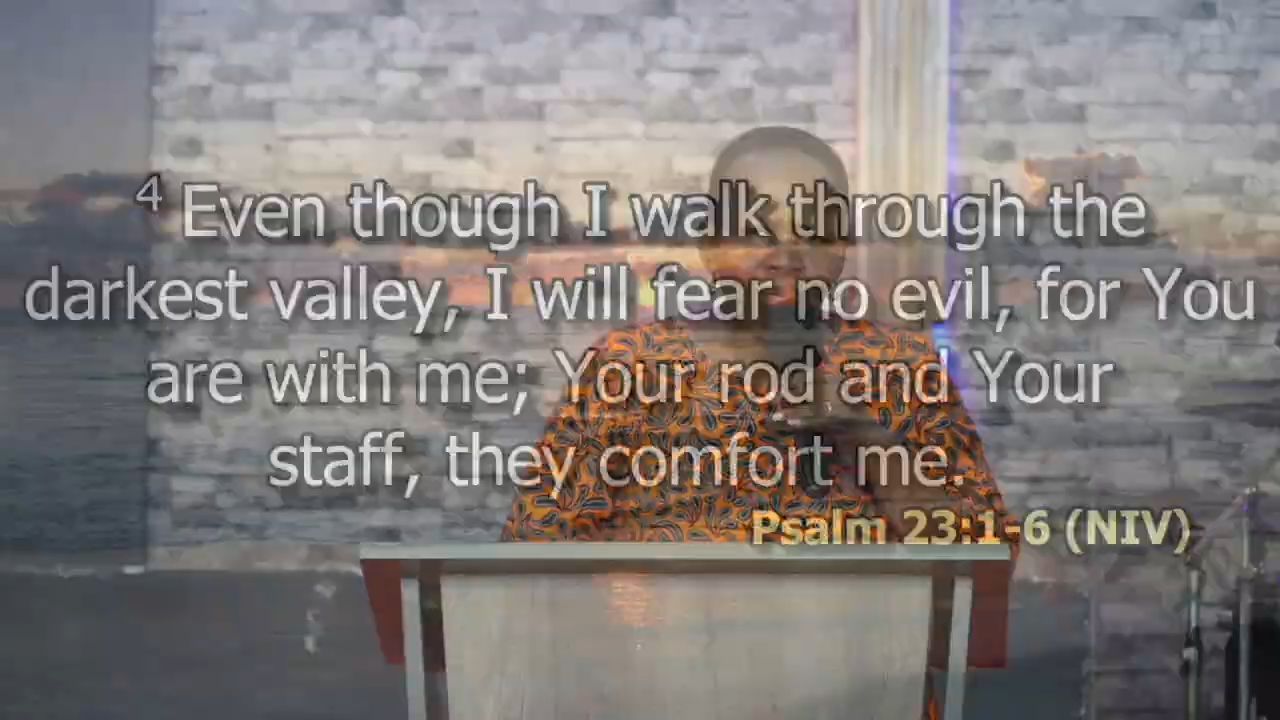 4 Even though I walk through the
darkest valley, I will fear no evil, for You
are with me; Your rod and Your
staff, they comfort me.
Psalm 23:1-6 (NIV)